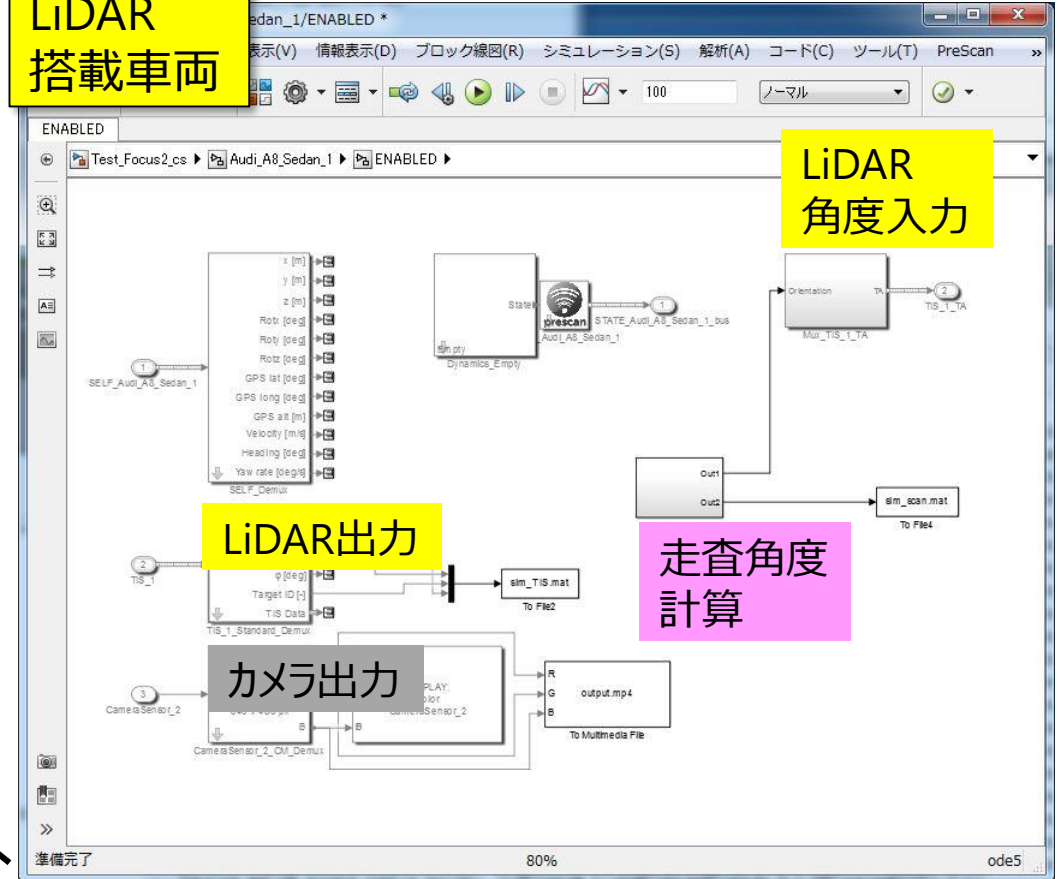 LiDAR
搭載車両
edan_1/ENABLED *
表示(V) 情報表示(D) ブロック線図(R) シミュレーション(S) 解析(A) コード(C) ツール(T) PreScan »
100 ノーマル
ENABLED
Test_Focus2_cs ▶ Audi_A8_Sedan_1 ▶ ENABLED ▶
LiDAR
角度入力
x [m]
y [m]
z [m]
Rotx [deg]
Roty [deg]
Rotz [deg]
GPS lat [deg]
GPS long [deg]
GPS alt [m]
Velocity [m/s]
Heading [deg]
Yaw rate [deg/s]
1
SELF_Audi_A8_Sedan_1
SELF_Demux
State
Empty
Dynamics_Empty
prescan
Audi_A8_Sedan_1
1
STATE_Audi_A8_Sedan_1_bus
Orientation TA
Mux_TIS_1_TA
2
TIS_1_TA
Out1
Out2
sim_scan.mat
To File4
走査角度
計算
LiDAR出力
2
TIS_1
φ[deg]
Target ID [-]
TIS Data
TIS_1_Standard_Demux
sim_TIS.mat
To File2
カメラ出力
3
CameraSensor_2
B
CameraSensor_2_CM_Demux
PLAY:
olor
CameraSensor_2
B
R
G
B
output.mp4
To Multimedia File
準備完了 80% ode5